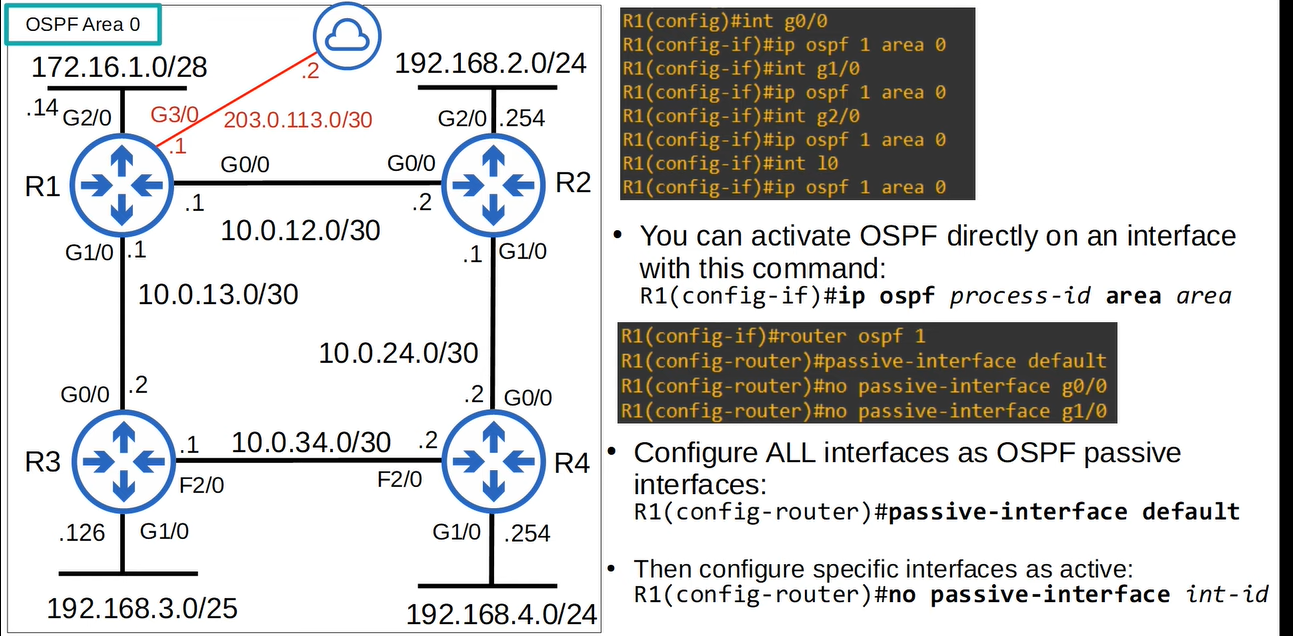 OSPF Area 0
172.16.1.0/28
192.168.2.0/24
.2
.14
G2/0
G3/0
203.0.113.0/30
G2/0
.254
.1
R1
G0/0
G0/0
R2
.1
.2
10.0.12.0/30
G1/0
.1
.1
G1/0
10.0.13.0/30
10.0.24.0/30
G0/0
.2
.2
G0/0
R3
.1
10.0.34.0/30
.2
R4
F2/0
F2/0
.126
G1/0
G1/0
.254
192.168.3.0/25
192.168.4.0/24
R1(config)#int g0/0
R1(config-if)#ip ospf 1 area 0
R1(config-if)#int g1/0
R1(config-if)#ip ospf 1 area 0
R1(config-if)#int g2/0
R1(config-if)#ip ospf 1 area 0
R1(config-if)#int l0
R1(config-if)#ip ospf 1 area 0
• You can activate OSPF directly on an interface
with this command:
R1(config-if)#ip ospf process-id area area
R1(config-if)#router ospf 1
R1(config-router)#passive-interface default
R1(config-router)#no passive-interface g0/0
R1(config-router)#no passive-interface g1/0
• Configure ALL interfaces as OSPF passive
interfaces:
R1(config-router)#passive-interface default
• Then configure specific interfaces as active:
R1(config-router)#no passive-interface int-id